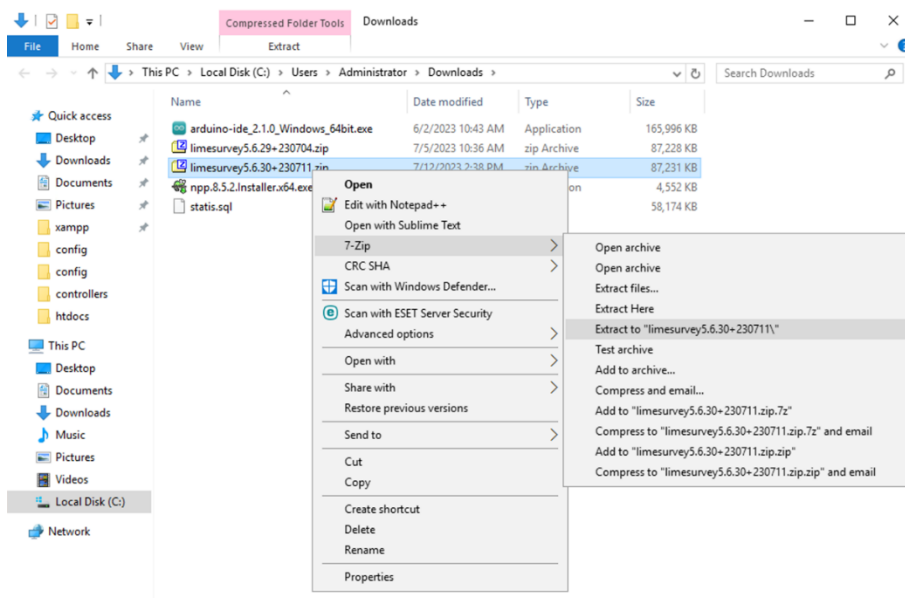 Compressed Folder Tools
Downloads
File
Home
Share
View
Extract
This PC > Local Disk (C:) > Users > Administrator > Downloads >
Search Downloads
Name
Date modified
Type
Size
arduino-ide_2.1.0_Windows_64bit.exe 6/2/2023 10:43 AM Application 165,996 KB
limesurvey5.6.29+230704.zip 7/5/2023 10:36 AM zip Archive 87,228 KB
limesurvey5.6.30+230711.zip 7/12/2023 2:38 PM zip Archive 87,231 KB
npp.8.5.2.Installer.x64.exe on 4,552 KB
statis.sql 58,174 KB
Quick access
Desktop
Downloads
Documents
Pictures
xampp
config
config
controllers
htdocs
This PC
Desktop
Documents
Downloads
Music
Pictures
Videos
Local Disk (C:)
Network
Open
Edit with Notepad++
Open with Sublime Text
7-Zip
CRC SHA
Scan with Windows Defender...
Scan with ESET Server Security
Advanced options
Open with
Share with
Restore previous versions
Send to
Cut
Copy
Create shortcut
Delete
Rename
Properties
Open archive
Open archive
Extract files...
Extract Here
Extract to "limesurvey5.6.30+230711\"
Test archive
Add to archive...
Compress and email...
Add to "limesurvey5.6.30+230711.zip.7z"
Compress to "limesurvey5.6.30+230711.zip.7z" and email
Add to "limesurvey5.6.30+230711.zip.zip"
Compress to "limesurvey5.6.30+230711.zip.zip" and email